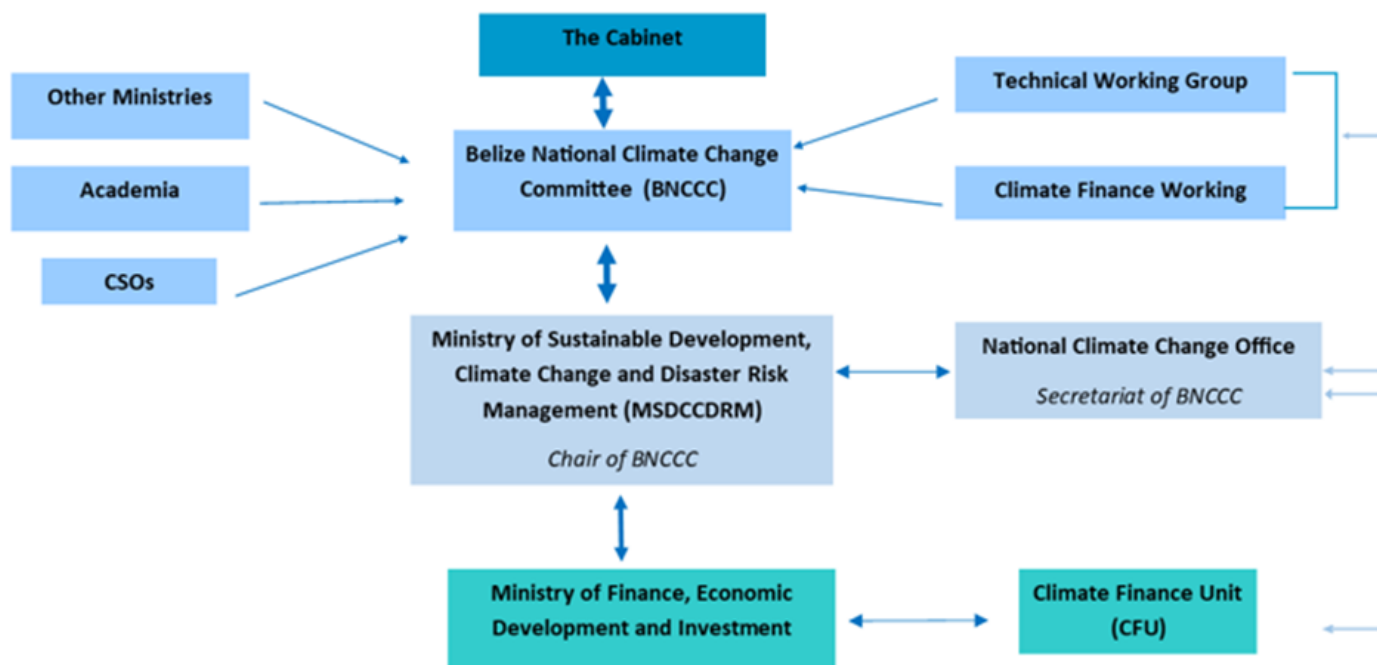 The Cabinet
Other Ministries
Technical Working Group
Belize National Climate Change
Committee (BNCCC)
Academia
Climate Finance Working
CSOs
Ministry of Sustainable Development,
Climate Change and Disaster Risk
Management (MSDCCDRM)
Chair of BNCCC
National Climate Change Office
Secretariat of BNCCC
Ministry of Finance, Economic
Development and Investment
Climate Finance Unit
(CFU)